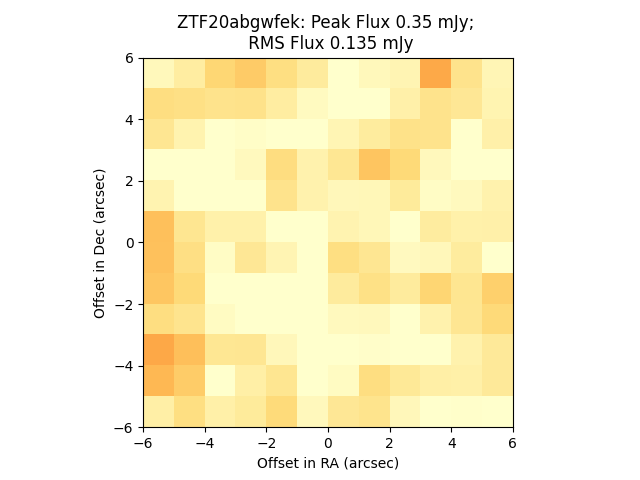 ZTF20abgwfek: Peak Flux 0.35 mJy;
RMS Flux 0.135 mJy
6
4
2
0
−2
−4
−6
Offset in Dec (arcsec)
−6 −4 −2 0 2 4 6
Offset in RA (arcsec)